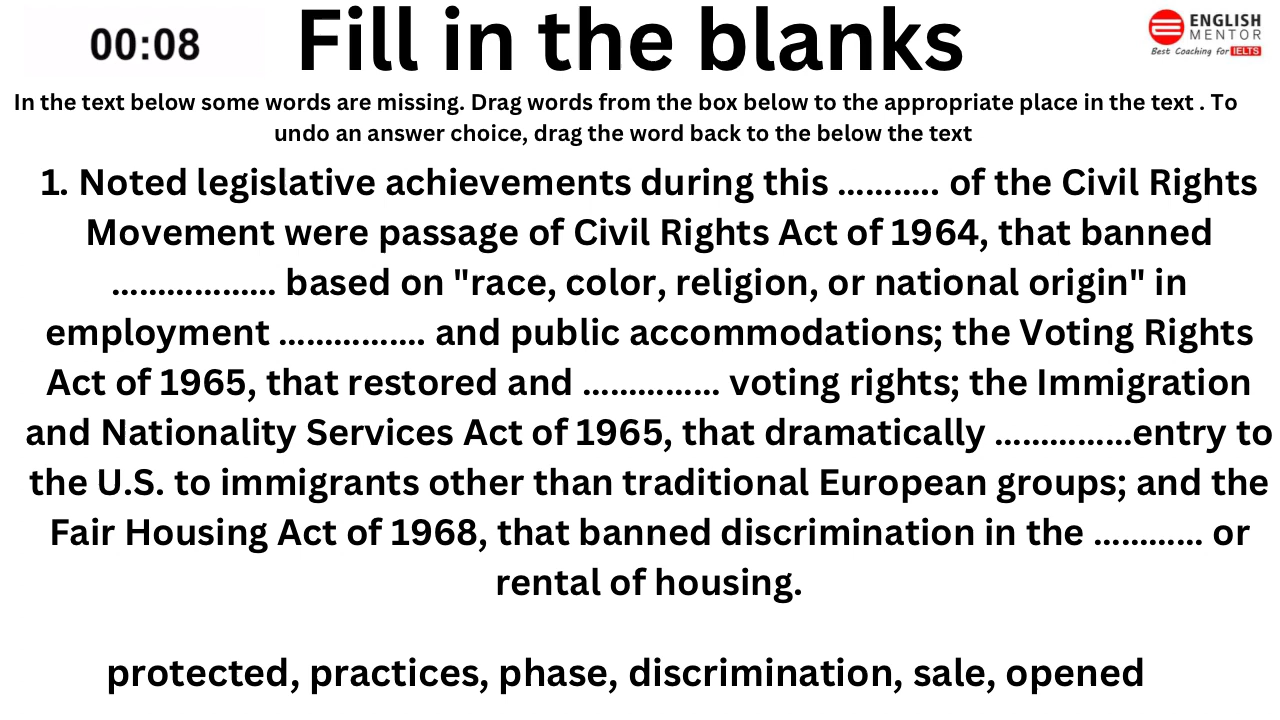 00:08
Fill in the blanks
ENGLISH
MENTOR
Best Coaching for IELTS
In the text below some words are missing. Drag words from the box below to the appropriate place in the text . To
undo an answer choice, drag the word back to the below the text
1. Noted legislative achievements during this ........... of the Civil Rights
Movement were passage of Civil Rights Act of 1964, that banned
.................. based on "race, color, religion, or national origin" in
employment ................ and public accommodations; the Voting Rights
Act of 1965, that restored and ............... voting rights; the Immigration
and Nationality Services Act of 1965, that dramatically ...............entry to
the U.S. to immigrants other than traditional European groups; and the
Fair Housing Act of 1968, that banned discrimination in the ............ or
rental of housing.
protected, practices, phase, discrimination, sale, opened